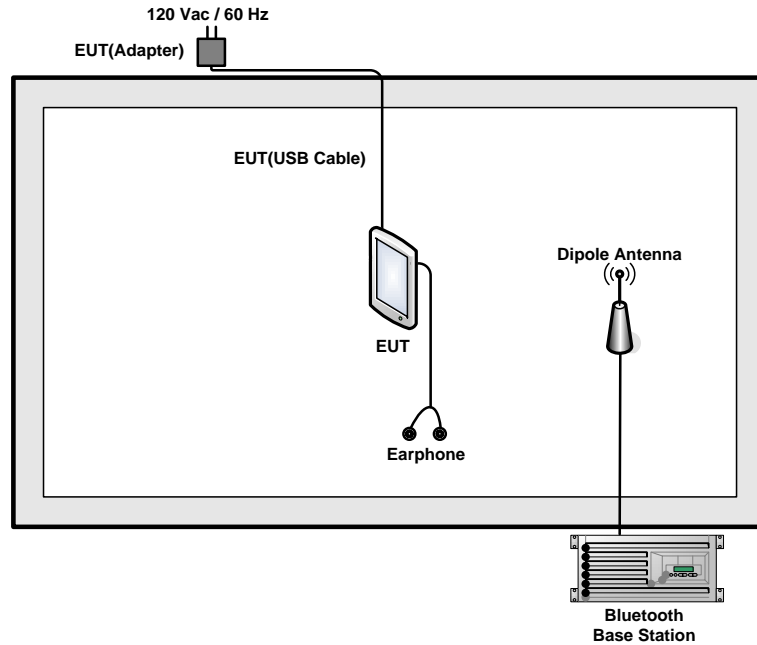 120 Vac / 60 Hz
EUT(Adapter)
EUT(USB Cable)
Dipole Antenna
EUT
Earphone
Bluetooth
Base Station